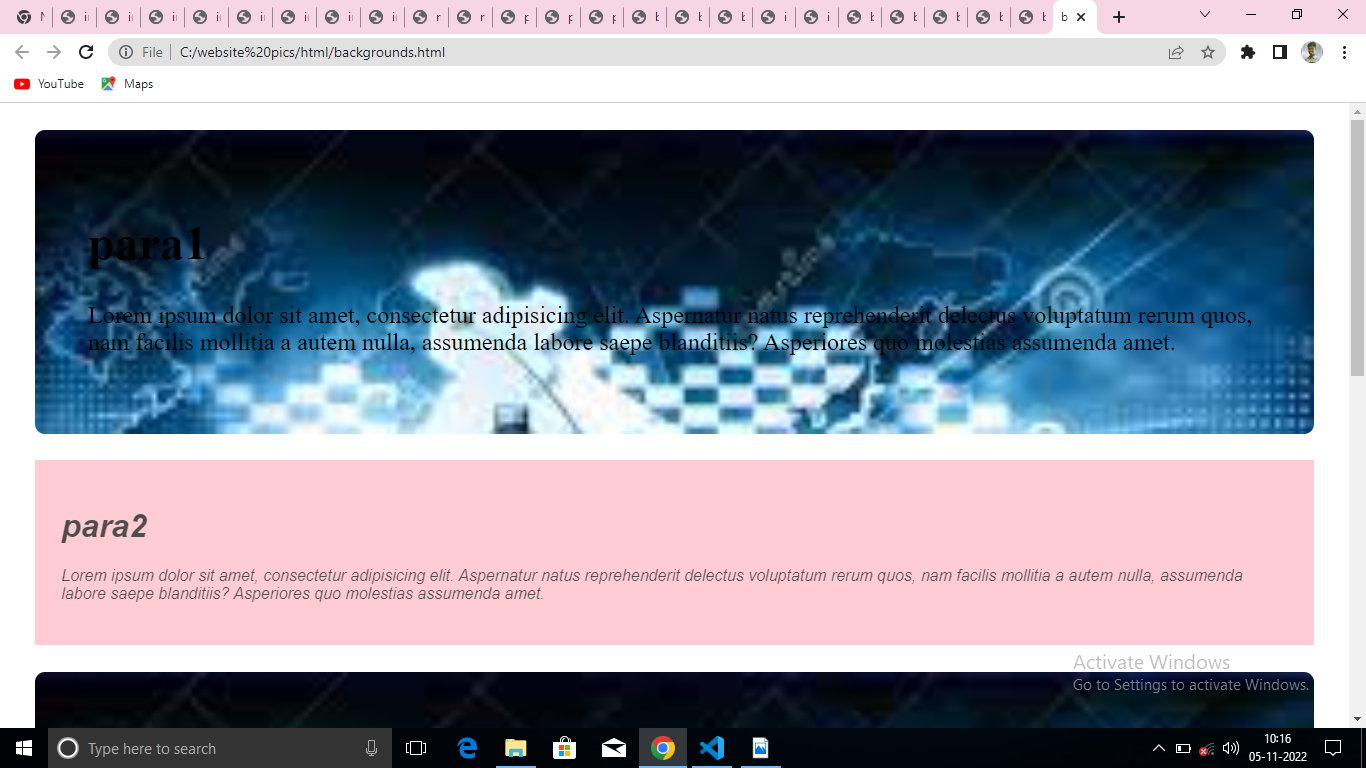 File
C:/website%20pics/html/backgrounds.html
YouTube
Maps
para1
Lorem ipsum dolor sit amet, consectetur adipisicing elit. Aspernatur natus reprehenderit delectus voluptatum rerum quos,
nam facilis mollitia a autem nulla, assumenda labore saepe blanditiis? Asperiores quo molestias assumenda amet.
para2
Lorem ipsum dolor sit amet, consectetur adipisicing elit. Aspernatur natus reprehenderit delectus voluptatum rerum quos, nam facilis mollitia a autem nulla, assumenda
labore saepe blanditiis? Asperiores quo molestias assumenda amet.
Activate Windows
Go to Settings to activate Windows.
Type here to search
10:16
05-11-2022